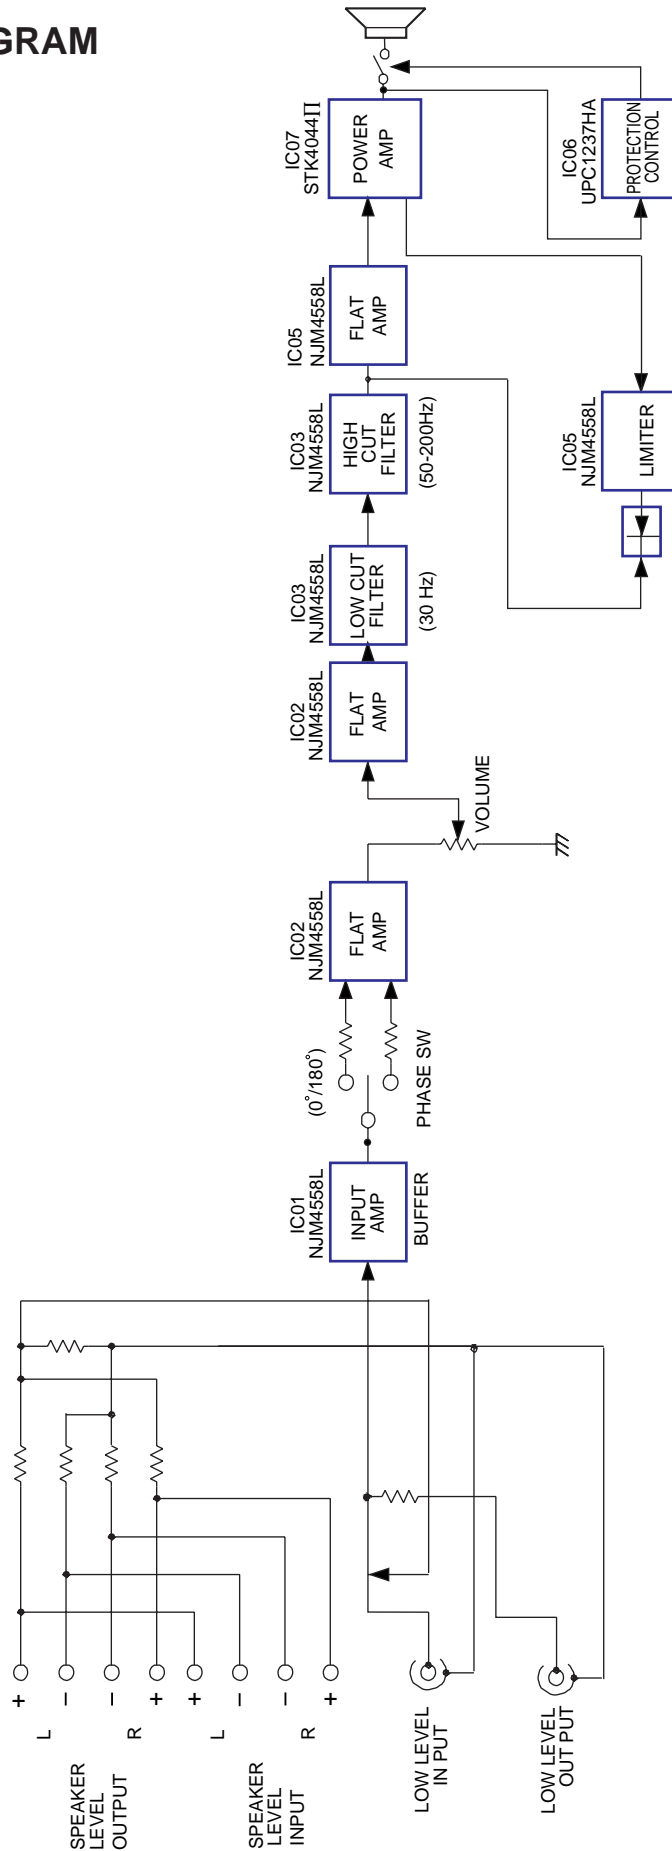 GRAM
IC07
STK4044II
POWER
AMP
IC06
UPC1237HA
PROTECTION
CONTROL
IC05
NJM4558L
FLAT
AMP
IC03
NJM4558L
HIGH
CUT
FILTER
(50-200Hz)
IC05
NJM4558L
LIMITER
IC03
NJM4558L
LOW CUT
FILTER
(30 Hz)
IC02
NJM4558L
FLAT
AMP
VOLUME
IC02
NJM4558L
FLAT
AMP
(0°/180°)
PHASE SW
IC01
NJM4558L
INPUT
AMP
BUFFER
+
−
−
+
+
−
−
+
L
R
L
R
SPEAKER
LEVEL
OUTPUT
SPEAKER
LEVEL
INPUT
LOW LEVEL
IN PUT
LOW LEVEL
OUT PUT